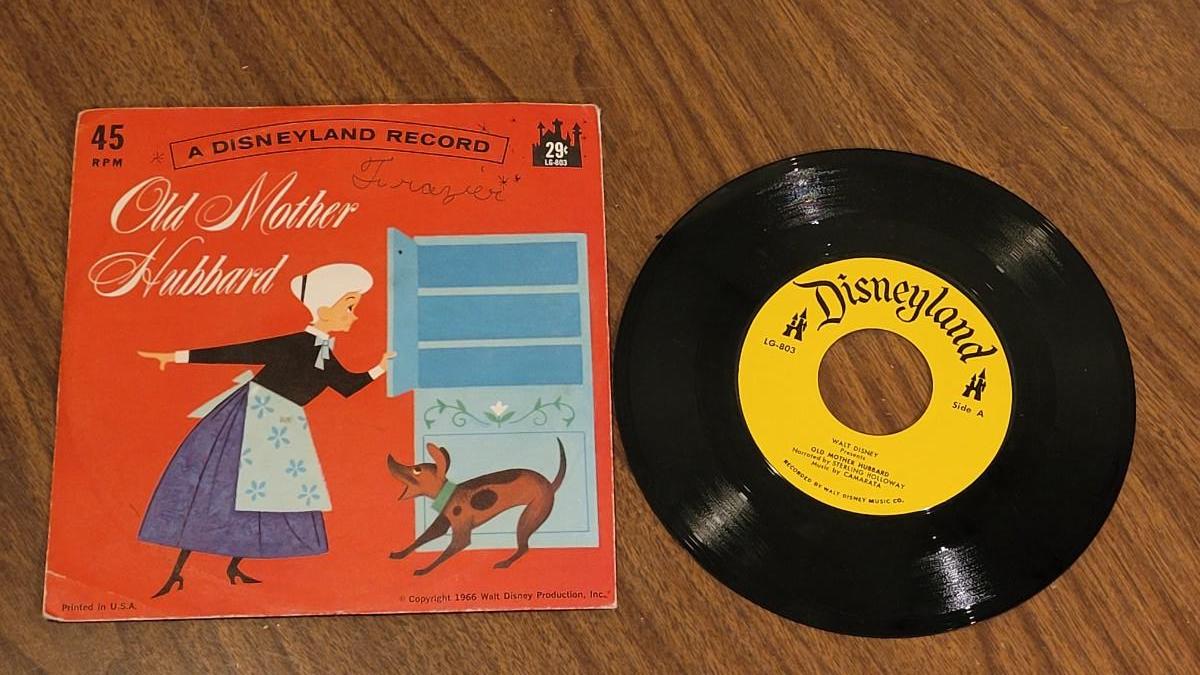 45
RPM
A DISNEYLAND RECORD
29¢
LG-803
Frazier
Old Mother
Hubbard
Printed in U.S.A.
© Copyright 1966 Walt Disney Production, Inc.
Disneyland
LG-803
Side A
WALT DISNEY
Presents
OLD MOTHER HUBBARD
Narrated by STERLING HOLLOWAY
Music by CAMARATA
RECORDED BY WALT DISNEY MUSIC CO.